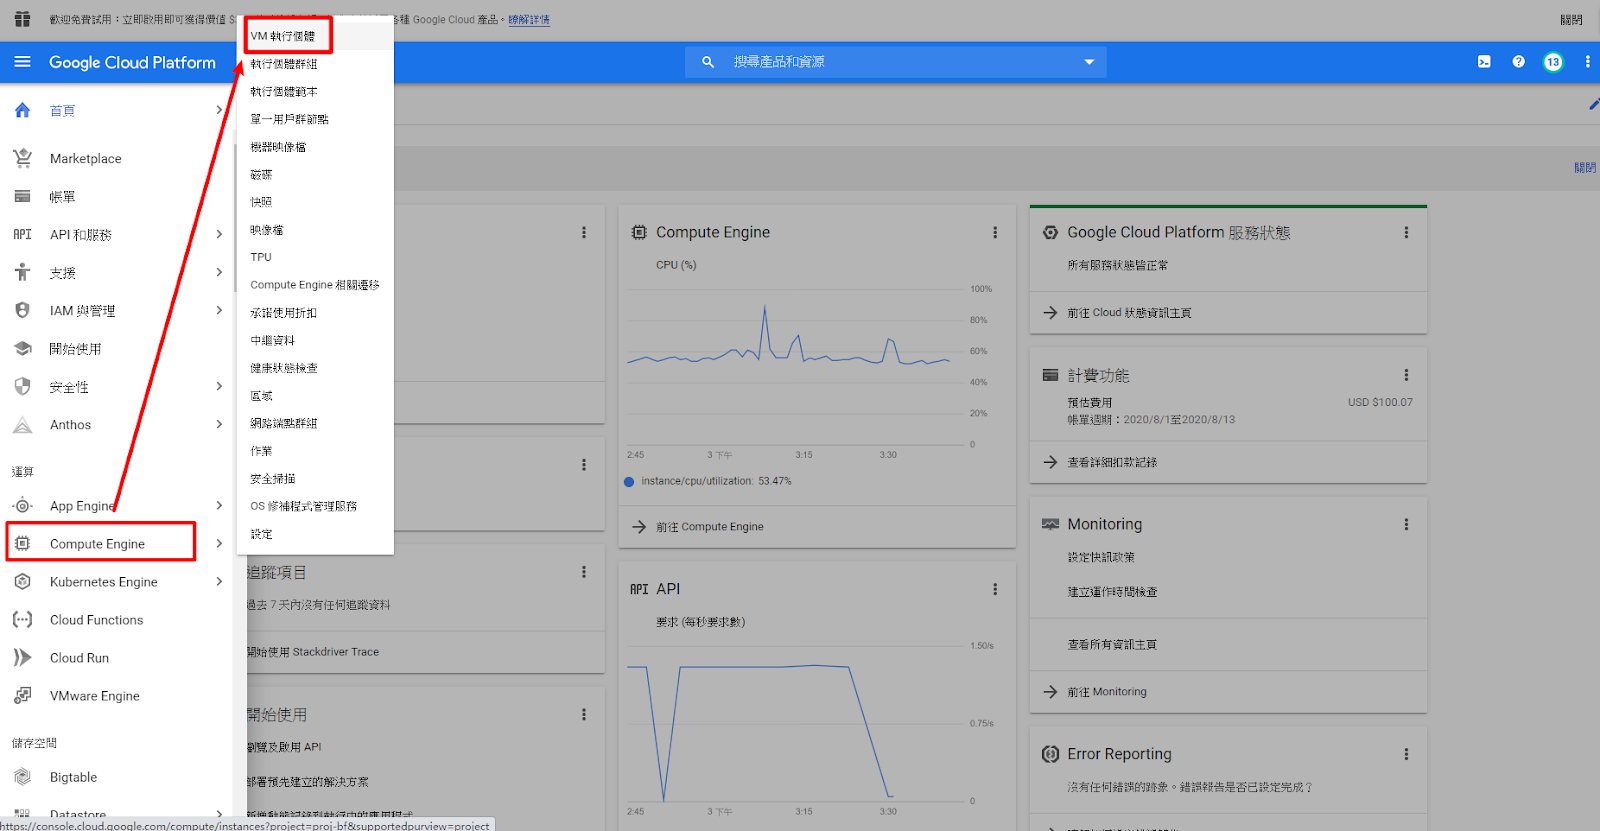 歡迎免費試用：立即啟用即可獲得價值 $
各種 Google Cloud 產品。瞭解詳情
關閉
Google Cloud Platform
搜尋產品和資源
13
首頁
Marketplace
帳單
API 和服務
支援
IAM 與管理
開始使用
安全性
Anthos
運算
App Engine
Compute Engine
Kubernetes Engine
Cloud Functions
Cloud Run
VMware Engine
儲存空間
Bigtable
Datastore
VM 執行個體
執行個體群組
執行個體範本
單一用戶群節點
機器映像檔
磁碟
快照
映像檔
TPU
Compute Engine 相關遷移
承諾使用折扣
中繼資料
健康狀態檢查
區域
網路端點群組
作業
安全掃描
OS 修補程式管理服務
設定
關閉
追蹤項目
過去 7 天內沒有任何追蹤資料
開始使用 Stackdriver Trace
開始使用
瀏覽及啟用 API
部署預先建立的解決方案
Compute Engine
CPU (%)
100%
80%
60%
40%
20%
0
2:45
3 下午
3:15
3:30
instance/cpu/utilization: 53.47%
前往 Compute Engine
API API
要求 (每秒要求數)
1.50/s
0.75/s
0
2:45
3 下午
3:15
3:30
Google Cloud Platform 服務狀態
所有服務狀態皆正常
前往 Cloud 狀態資訊主頁
計費功能
預估費用
USD $100.07
帳單週期：2020/8/1至2020/8/13
查看詳細扣款記錄
Monitoring
設定快訊政策
建立運作時間檢查
查看所有資訊主頁
前往 Monitoring
Error Reporting
沒有任何錯誤的跡象。錯誤報告是否已設定完成？
https://console.cloud.google.com/compute/instances?project=proj-bf&supportedpurview=project